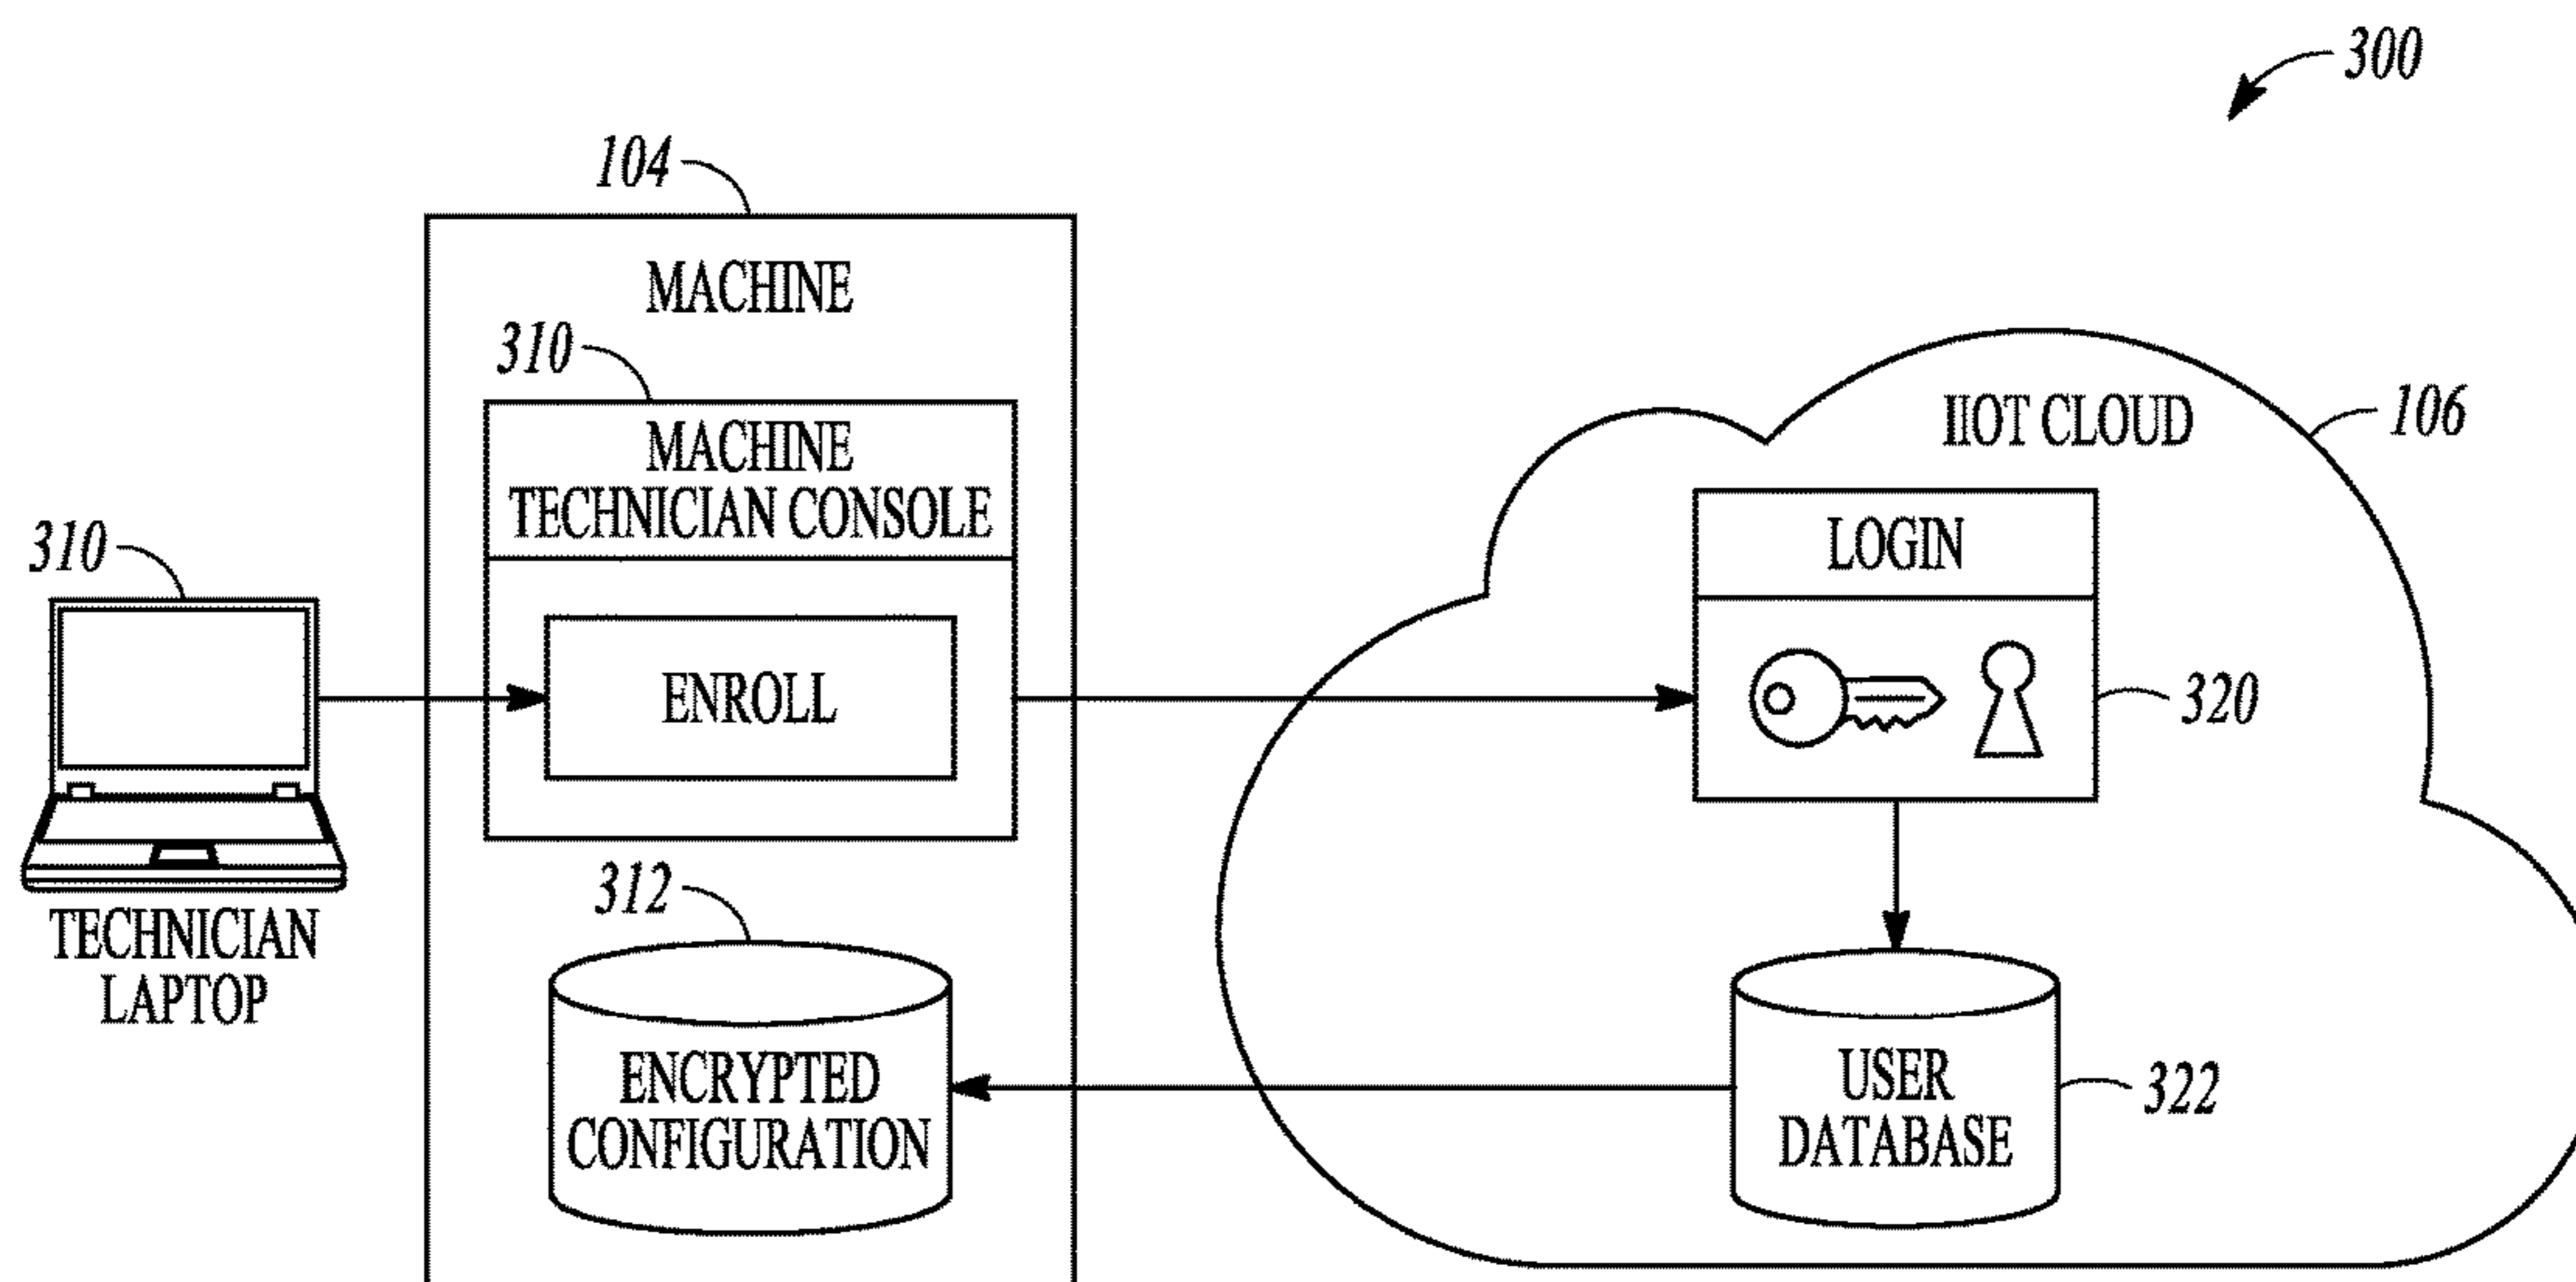 300
104
MACHINE
310
MACHINE
TECHNICIAN CONSOLE
IIOT CLOUD
106
LOGIN
310
ENROLL
320
TECHNICIAN
LAPTOP
312
ENCRYPTED
CONFIGURATION
USER
DATABASE
322